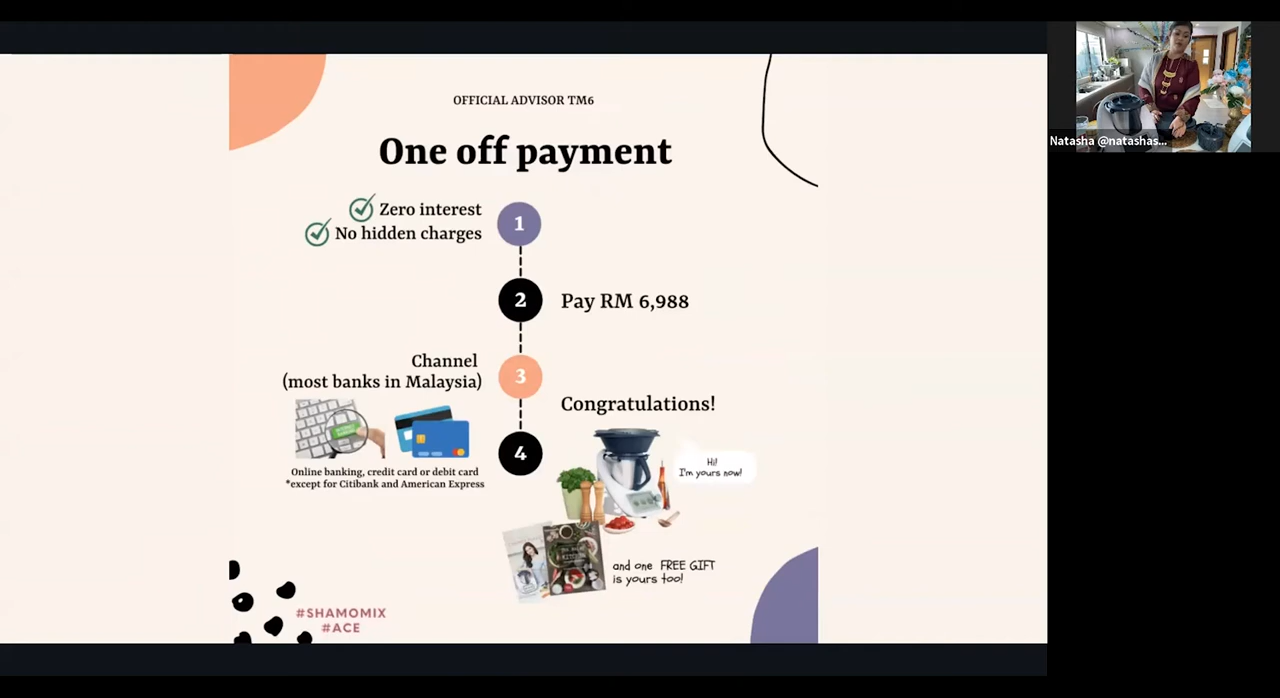 OFFICIAL ADVISOR TM6
One off payment
Zero interest
No hidden charges
1
2
Pay RM 6,988
Channel
(most banks in Malaysia)
3
Online banking, credit card or debit card
*except for Citibank and American Express
Congratulations!
4
Hi!
I'm yours now!
and one FREE GIFT
is yours too!
#SHAMOMIX
#ACE
Natasha @natashas...